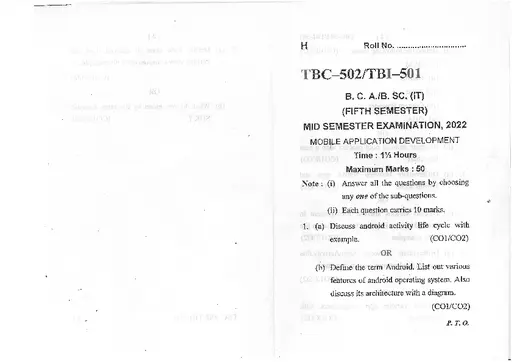 H
Roll No. ..............................
TBC–502/TBI–501
B. C. A./B. SC. (IT)
(FIFTH SEMESTER)
MID SEMESTER EXAMINATION, 2022
MOBILE APPLICATION DEVELOPMENT
Time : 1½ Hours
Maximum Marks : 50
Note : (i) Answer all the questions by choosing
any one of the sub-questions.
(ii) Each question carries 10 marks.
1. (a) Discuss android activity life cycle with
example. (CO1/CO2)
OR
(b) Define the term Android. List out various
features of android operating system. Also
discuss its architecture with a diagram.
(CO1/CO2)
P. T. O.